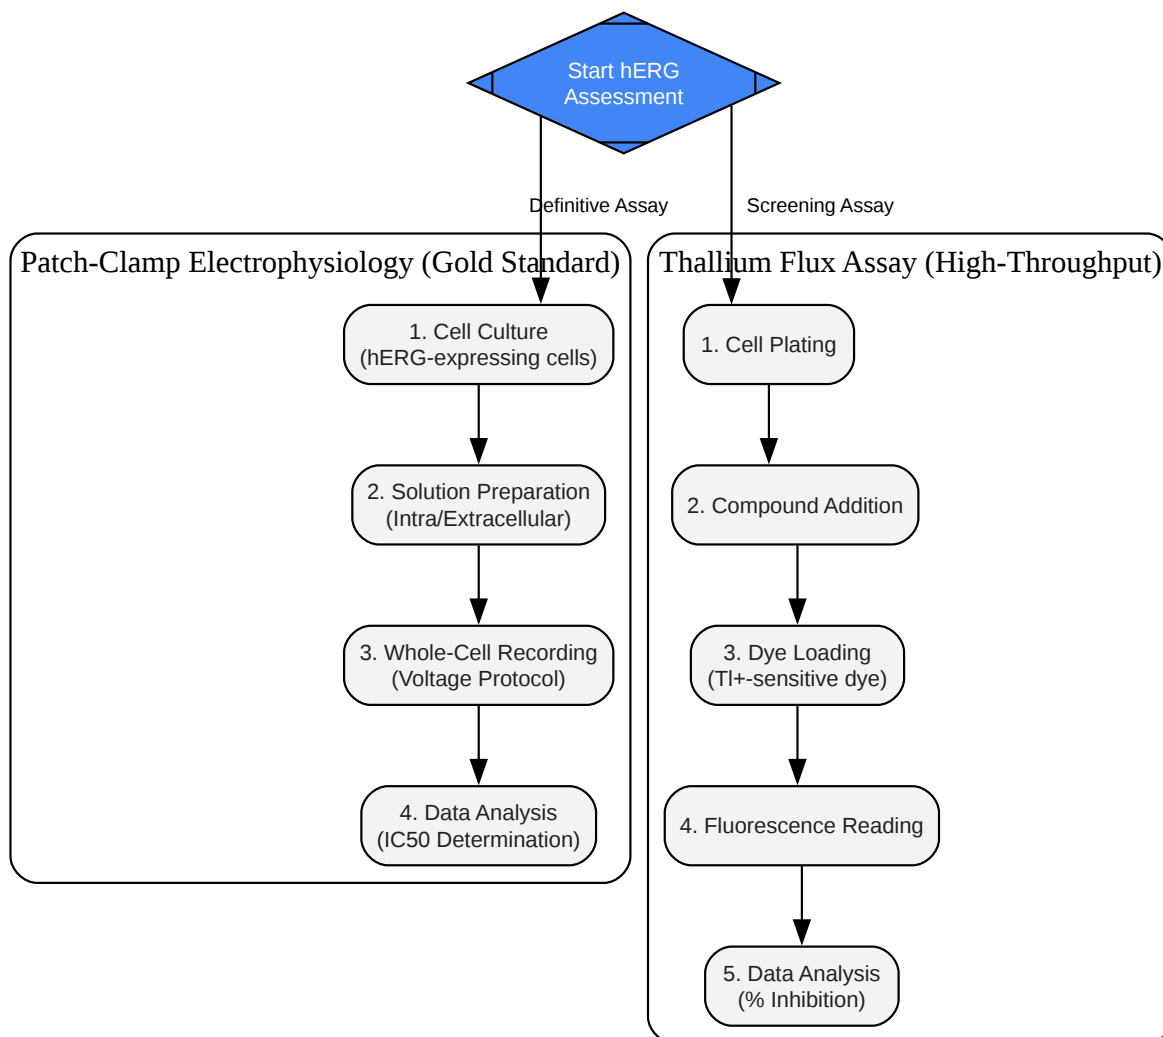 Start hERG
Assessment
Definitive Assay
Screening Assay
Patch-Clamp Electrophysiology (Gold Standard)
1. Cell Culture
(hERG-expressing cells)
2. Solution Preparation
(Intra/Extracellular)
3. Whole-Cell Recording
(Voltage Protocol)
4. Data Analysis
(IC50 Determination)
Thallium Flux Assay (High-Throughput)
1. Cell Plating
2. Compound Addition
3. Dye Loading
(Tl+-sensitive dye)
4. Fluorescence Reading
5. Data Analysis
(% Inhibition)